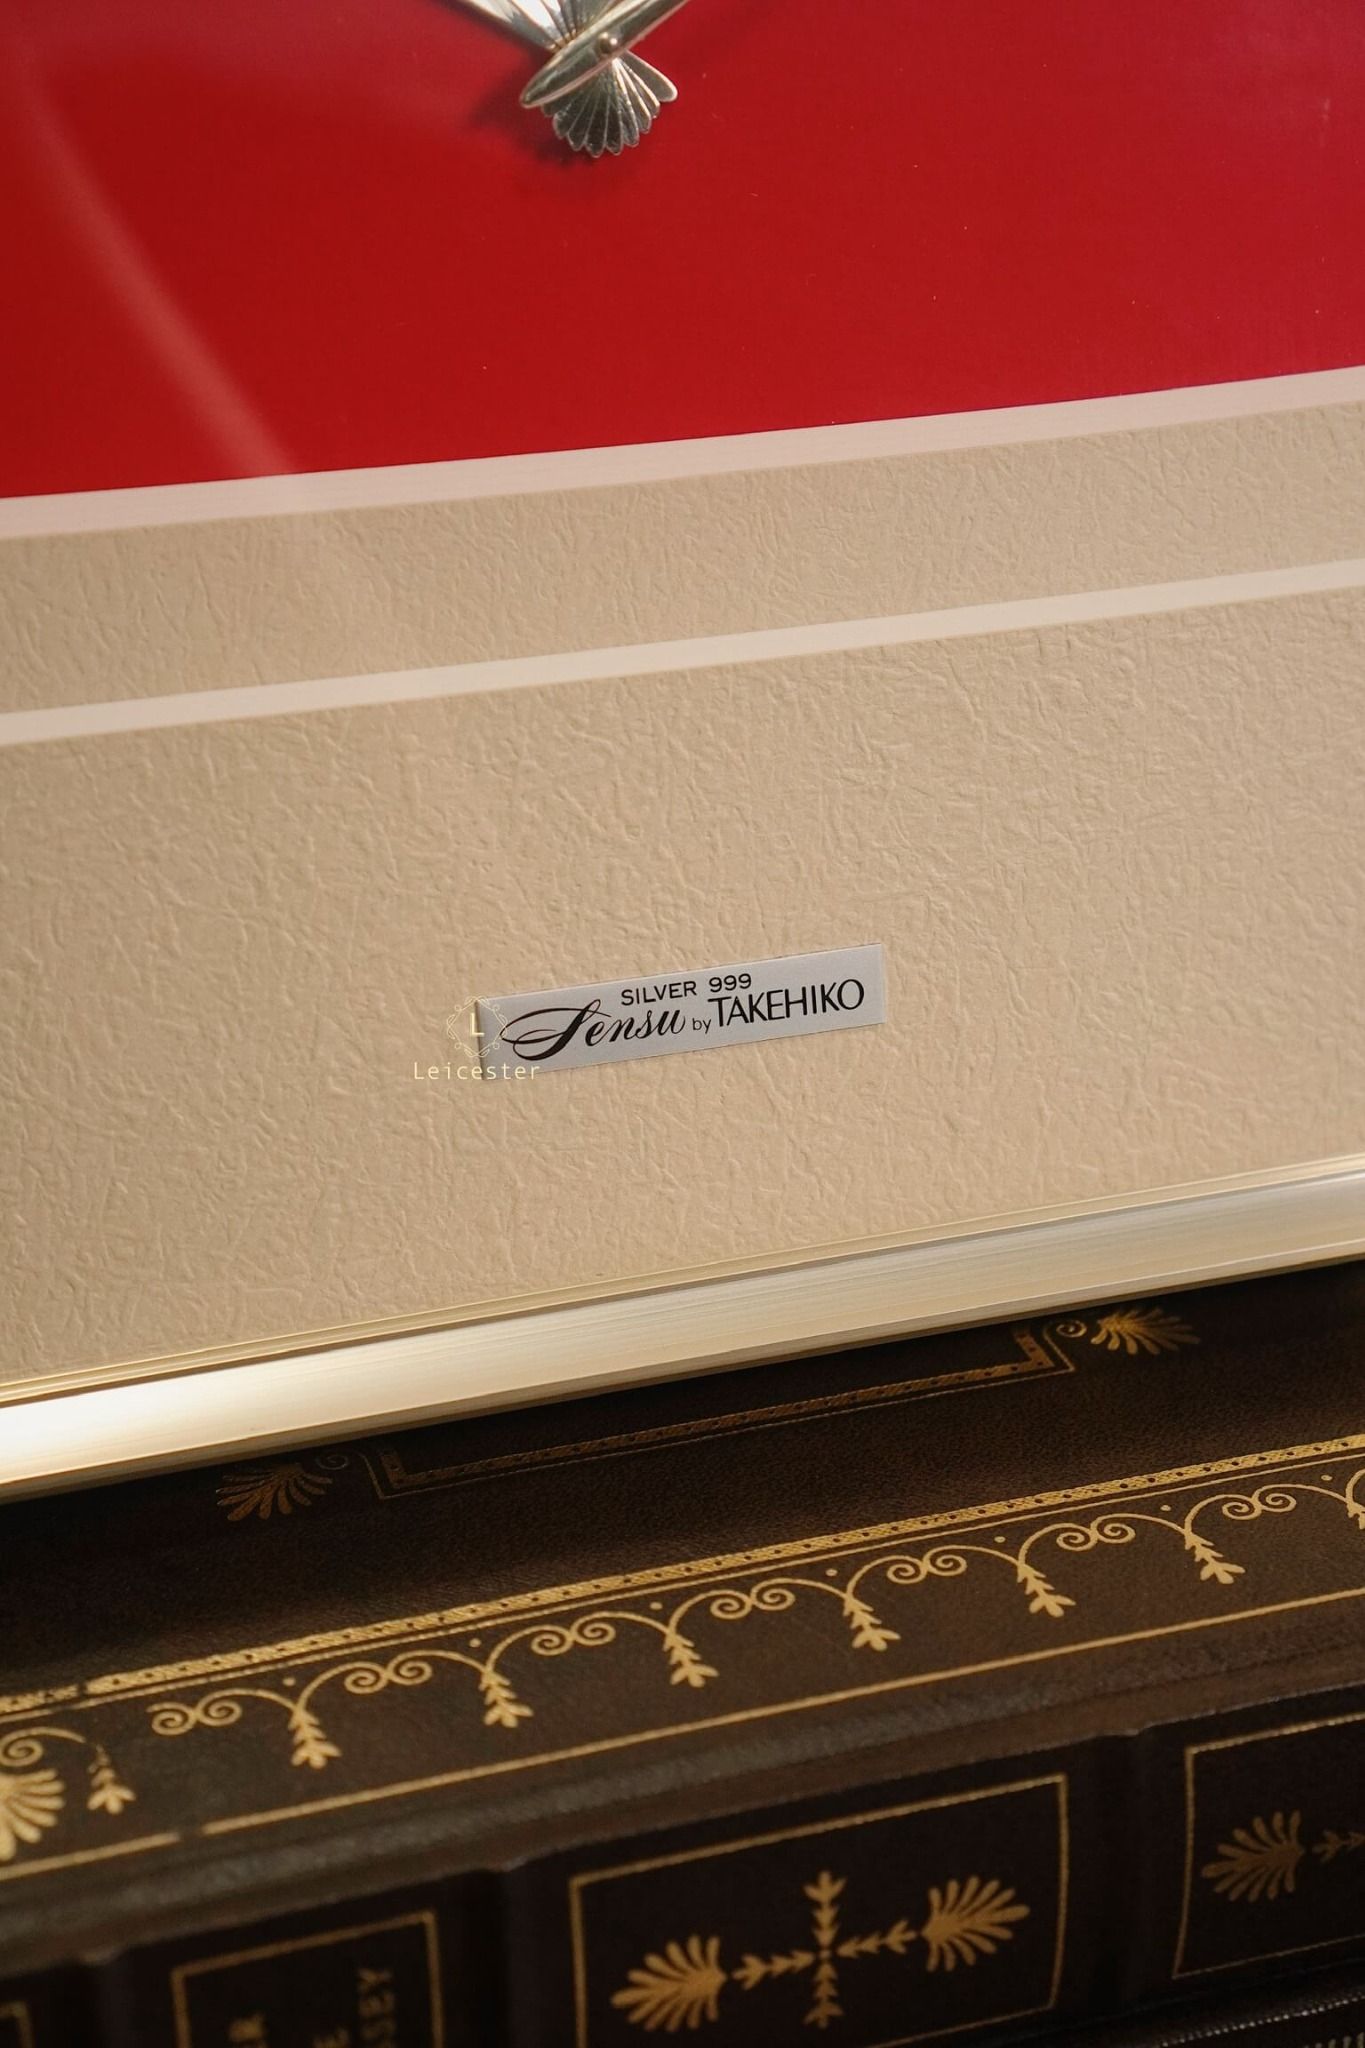 SILVER 999
Sensu by TAKEHIKO
L
Leicester